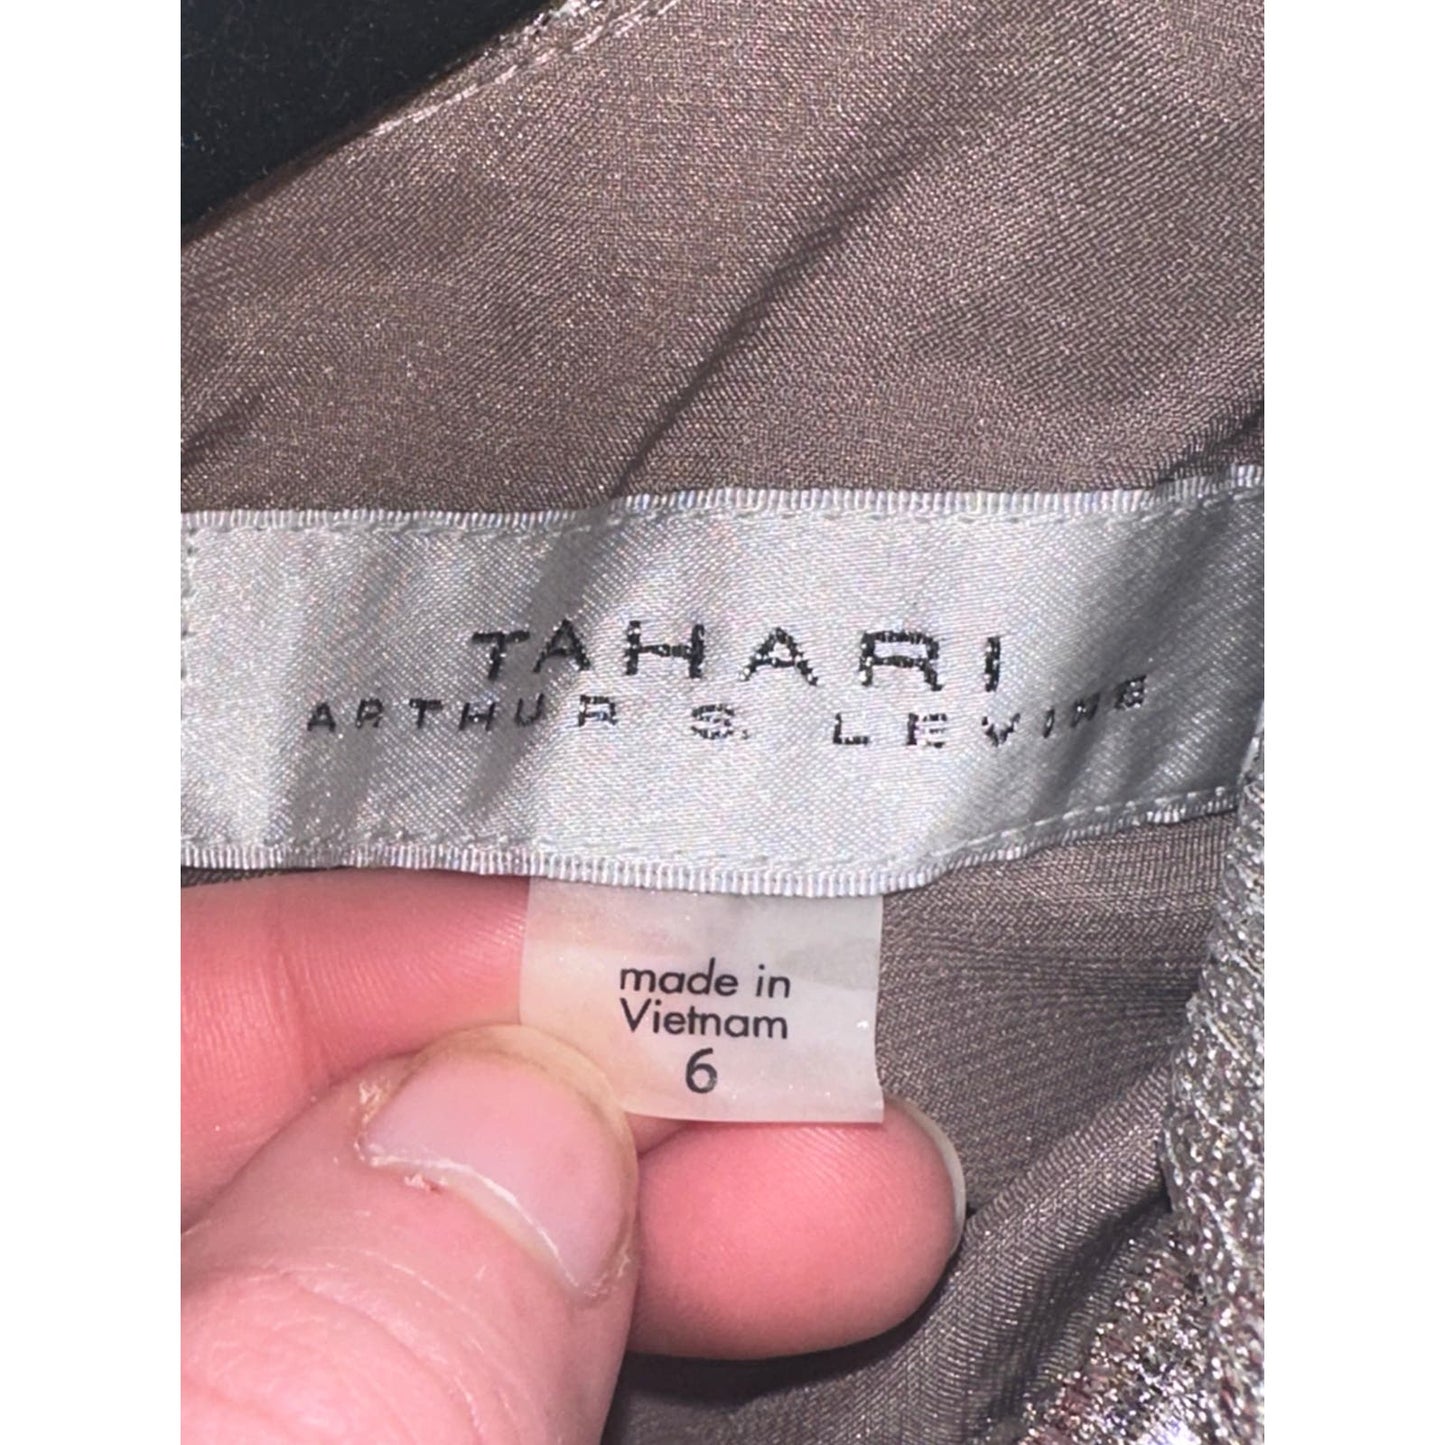 TAHARI
ARTHUR S. LEVINE
made in
Vietnam
6